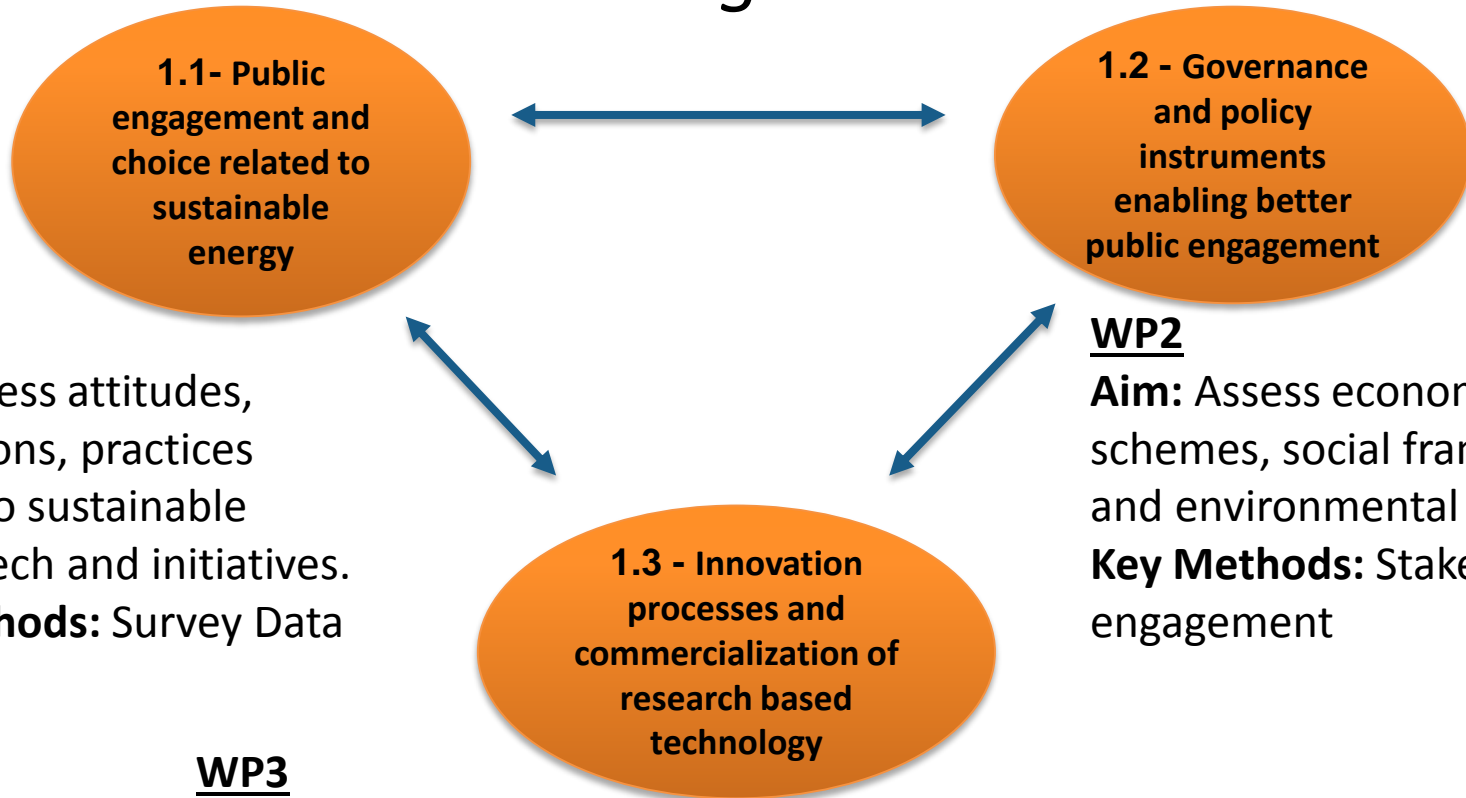 1.1- Public
engagement and
choice related to
sustainable
energy
1.2 - Governance
and policy
instruments
enabling better
public engagement
ess attitudes,
ons, practices
o sustainable
ech and initiatives.
hods: Survey Data
WP2
Aim: Assess econor
schemes, social fran
and environmental
Key Methods: Stake
engagement
1.3 - Innovation
processes and
commercialization of
research based
technology
WP3